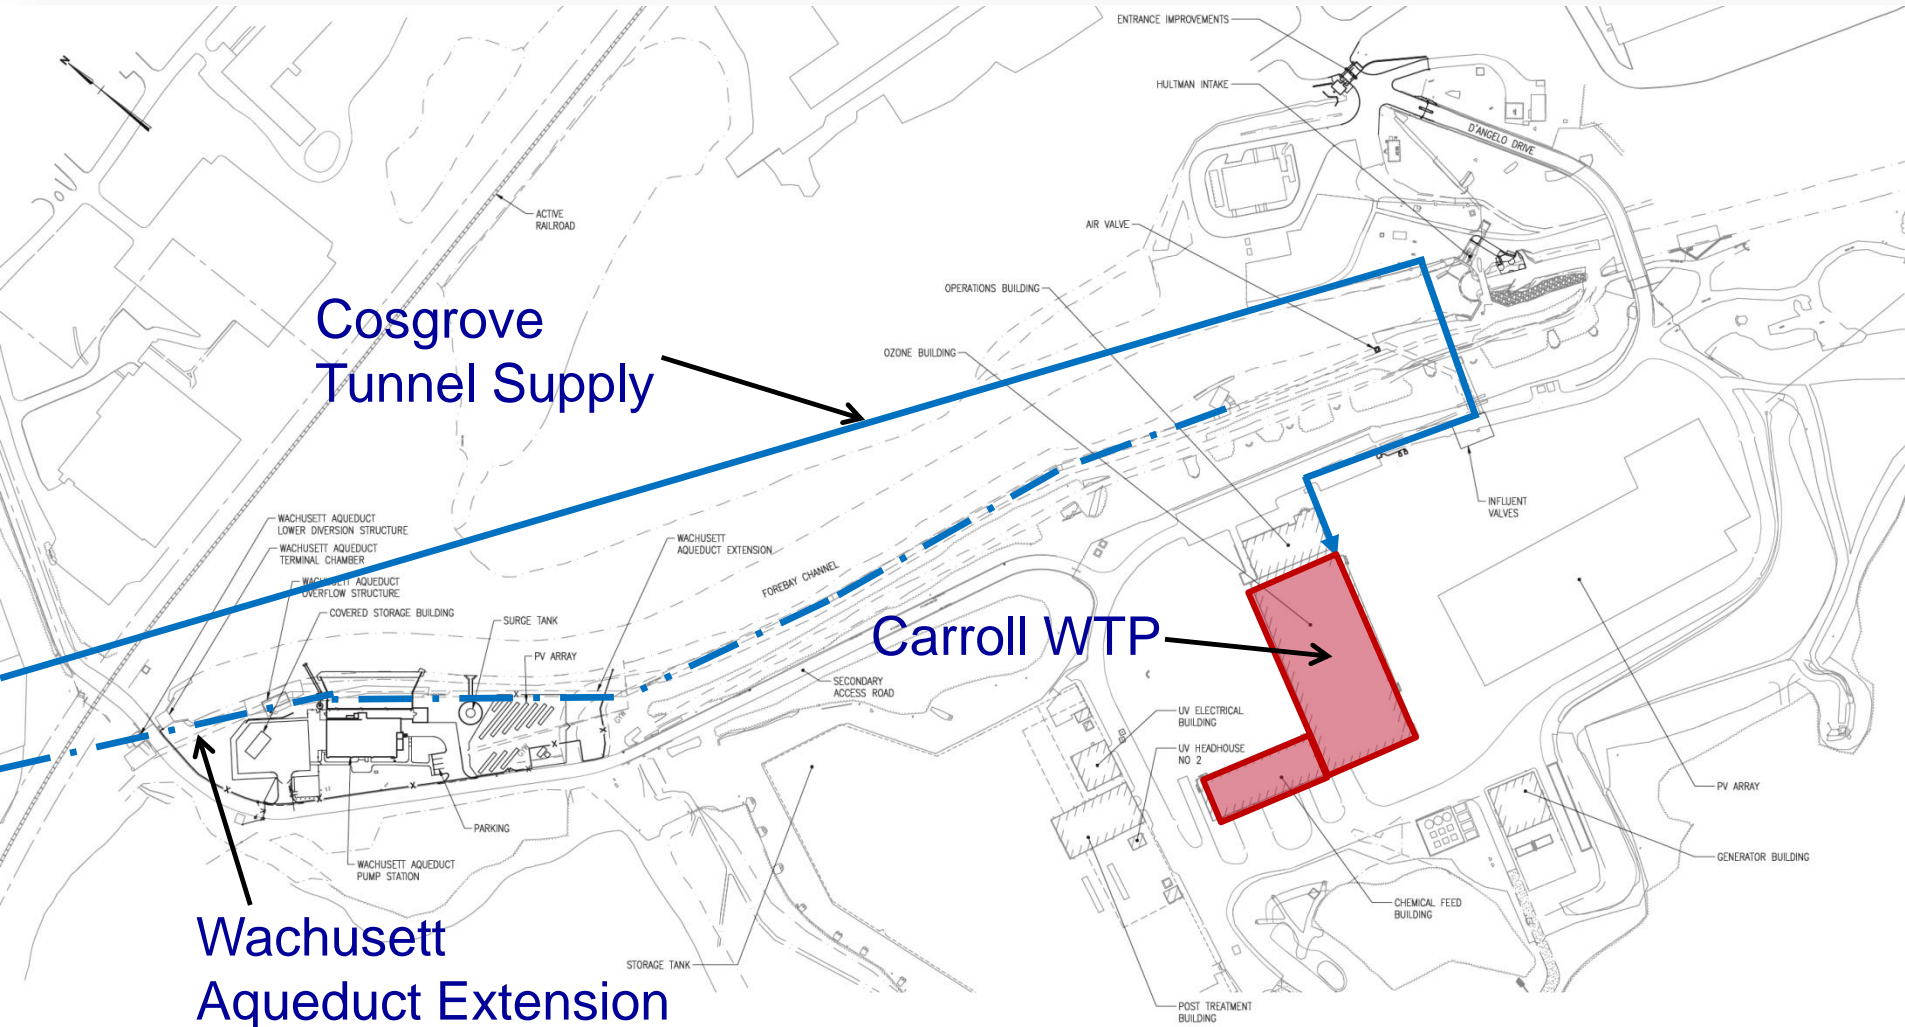 ENTRANCE IMPROVEMENTS
HULTMAN INTAKE
D'ANGELO DRIVE
N
ACTIVE
RAILROAD
AIR VALVE
OPERATIONS BUILDING
OZONE BUILDING
Cosgrove
Tunnel Supply
INFLUENT
VALVES
WACHUSETT AQUEDUCT
LOWER DIVERSION STRUCTURE
WACHUSETT AQUEDUCT
TERMINAL CHAMBER
WACHUSETT AQUEDUCT
OVERFLOW STRUCTURE
COVERED STORAGE BUILDING
SURGE TANK
PV ARRAY
WACHUSETT
AQUEDUCT EXTENSION
FOREBAY CHANNEL
Carroll WTP
SECONDARY
ACCESS ROAD
UV ELECTRICAL
BUILDING
UV HEADHOUSE
NO 2
PV ARRAY
PARKING
WACHUSETT AQUEDUCT
PUMP STATION
GENERATOR BUILDING
CHEMICAL FEED
BUILDING
Wachusett
Aqueduct Extension
STORAGE TANK
POST TREATMENT
BUILDING